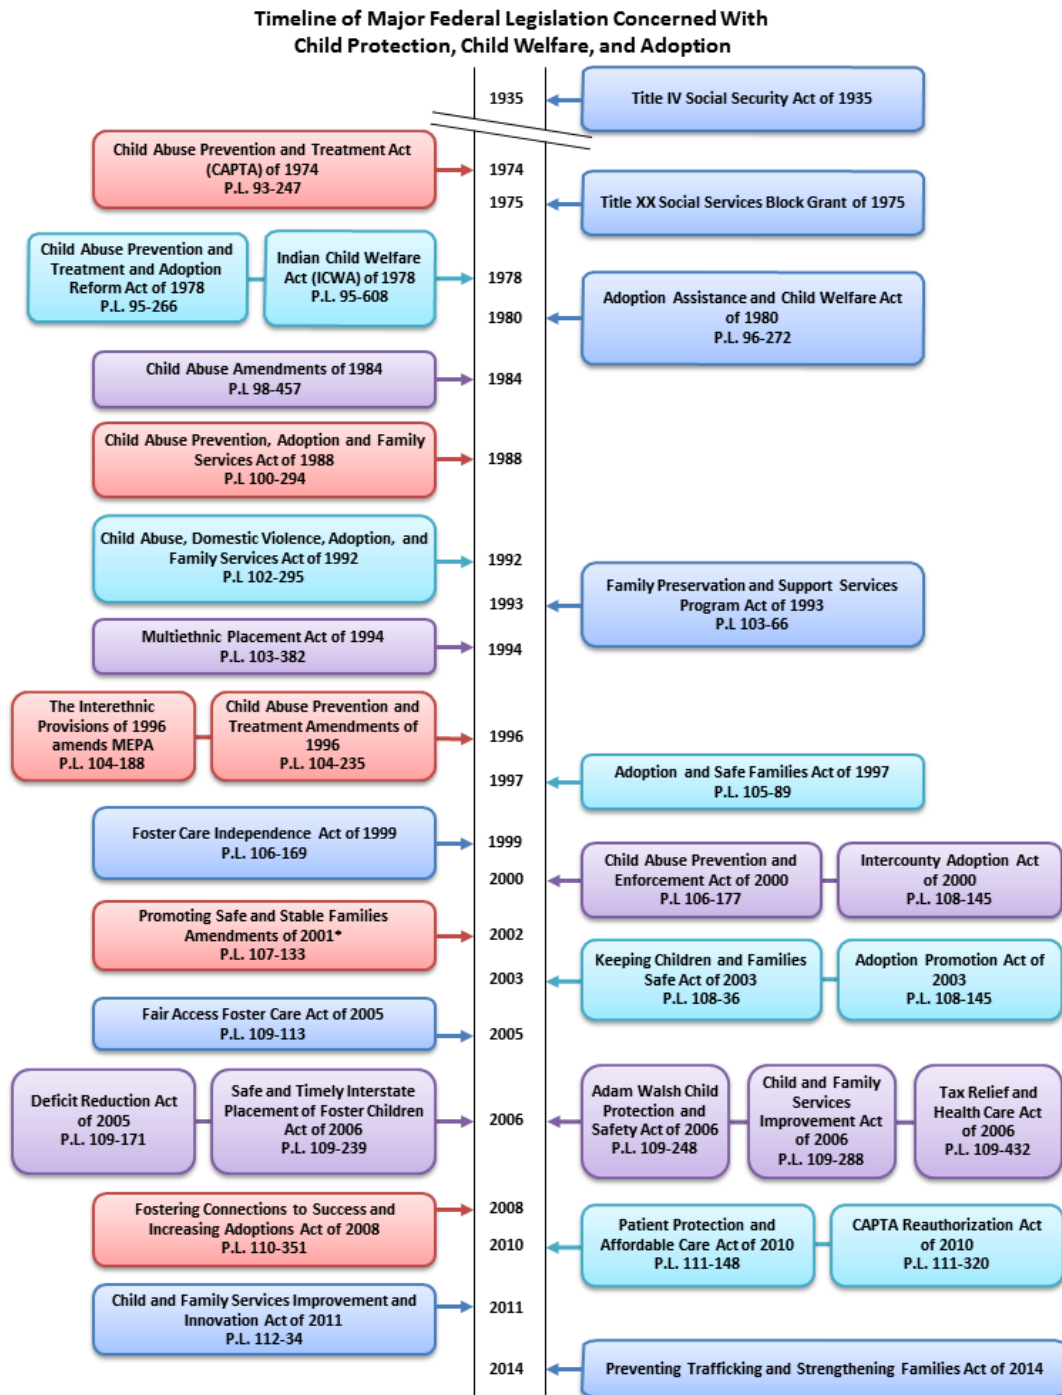 Timeline of Major Federal Legislation Concerned With
Child Protection, Child Welfare, and Adoption
1935
Title IV Social Security Act of 1935
Child Abuse Prevention and Treatment Act
(CAPTA) of 1974
P.L. 93-247
1974
1975
Title XX Social Services Block Grant of 1975
Child Abuse Prevention and
Treatment and Adoption
Reform Act of 1978
P.L. 95-266
Indian Child Welfare
Act (ICWA) of 1978
P.L. 95-608
1978
1980
Adoption Assistance and Child Welfare Act
of 1980
P.L. 96-272
Child Abuse Amendments of 1984
P.L 98-457
1984
Child Abuse Prevention, Adoption and Family
Services Act of 1988
P.L 100-294
1988
Child Abuse, Domestic Violence, Adoption, and
Family Services Act of 1992
P.L 102-295
1992
1993
Family Preservation and Support Services
Program Act of 1993
P.L 103-66
Multiethnic Placement Act of 1994
P.L. 103-382
1994
The Interethnic
Provisions of 1996
amends MEPA
P.L. 104-188
Child Abuse Prevention and
Treatment Amendments of
1996
P.L. 104-235
1996
1997
Adoption and Safe Families Act of 1997
P.L. 105-89
Foster Care Independence Act of 1999
P.L. 106-169
1999
2000
Child Abuse Prevention and
Enforcement Act of 2000
P.L 106-177
Intercounty Adoption Act
of 2000
P.L. 108-145
Promoting Safe and Stable Families
Amendments of 2001*
P.L. 107-133
2002
2003
Keeping Children and Families
Safe Act of 2003
P.L. 108-36
Adoption Promotion Act of
2003
P.L. 108-145
Fair Access Foster Care Act of 2005
P.L. 109-113
2005
Deficit Reduction Act
of 2005
P.L. 109-171
Safe and Timely Interstate
Placement of Foster Children
Act of 2006
P.L. 109-239
2006
Adam Walsh Child
Protection and
Safety Act of 2006
P.L. 109-248
Child and Family
Services
Improvement Act
of 2006
P.L. 109-288
Tax Relief and
Health Care Act
of 2006
P.L. 109-432
Fostering Connections to Success and
Increasing Adoptions Act of 2008
P.L. 110-351
2008
2010
Patient Protection and
Affordable Care Act of 2010
P.L. 111-148
CAPTA Reauthorization Act
of 2010
P.L. 111-320
Child and Family Services Improvement and
Innovation Act of 2011
P.L. 112-34
2011
2014
Preventing Trafficking and Strengthening Families Act of 2014